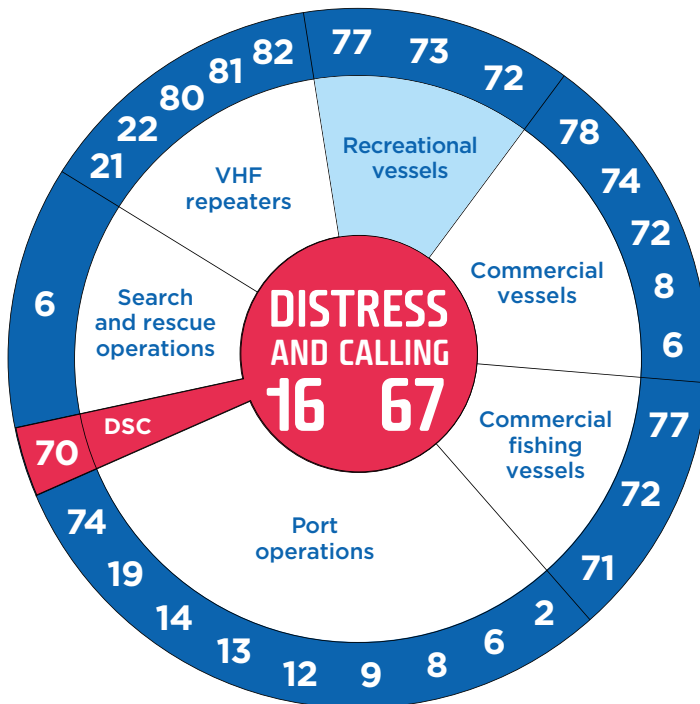 77 73 72
Recreational
vessels
78 74 72 8 6
Commercial
vessels
77 72 71
Commercial
fishing
vessels
2 6 8 9 12 13 14 19 74
Port
operations
70
DSC
6
Search
and rescue
operations
21 22 80 81 82
VHF
repeaters
DISTRESS
AND CALLING
16 67